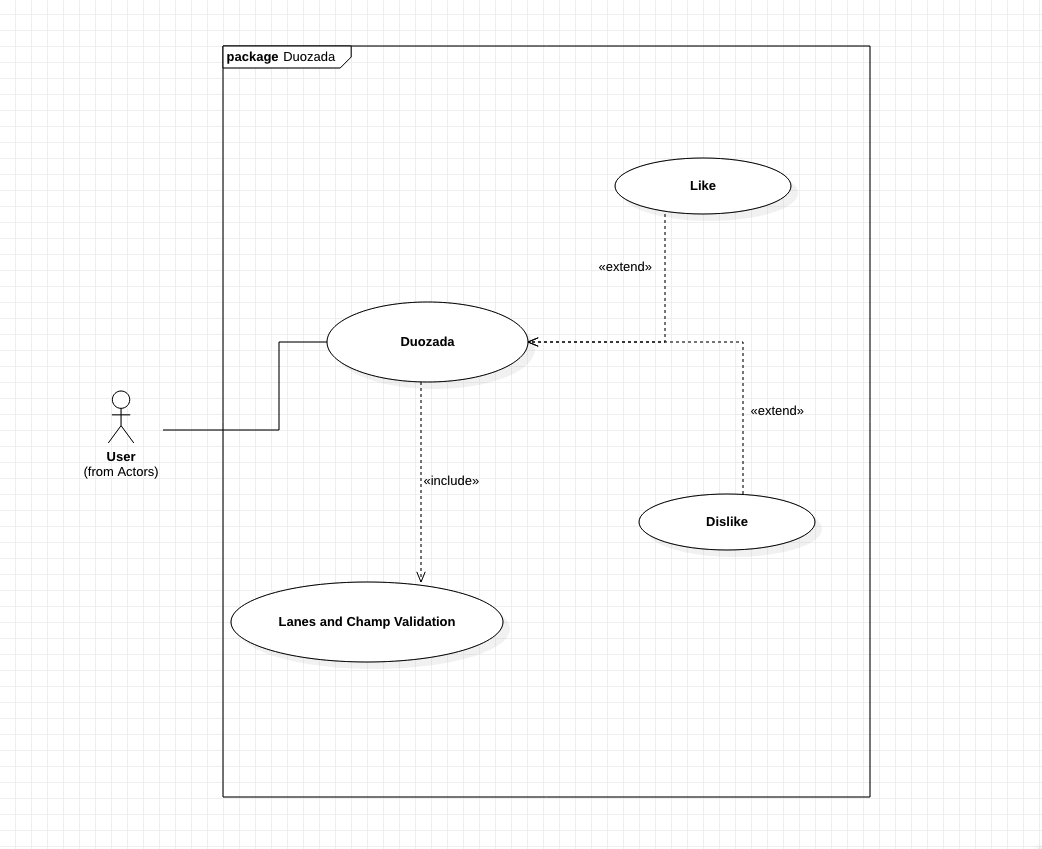 package Duozada
Like
«extend»
Duozada
«extend»
User
(from Actors)
«include»
Dislike
Lanes and Champ Validation